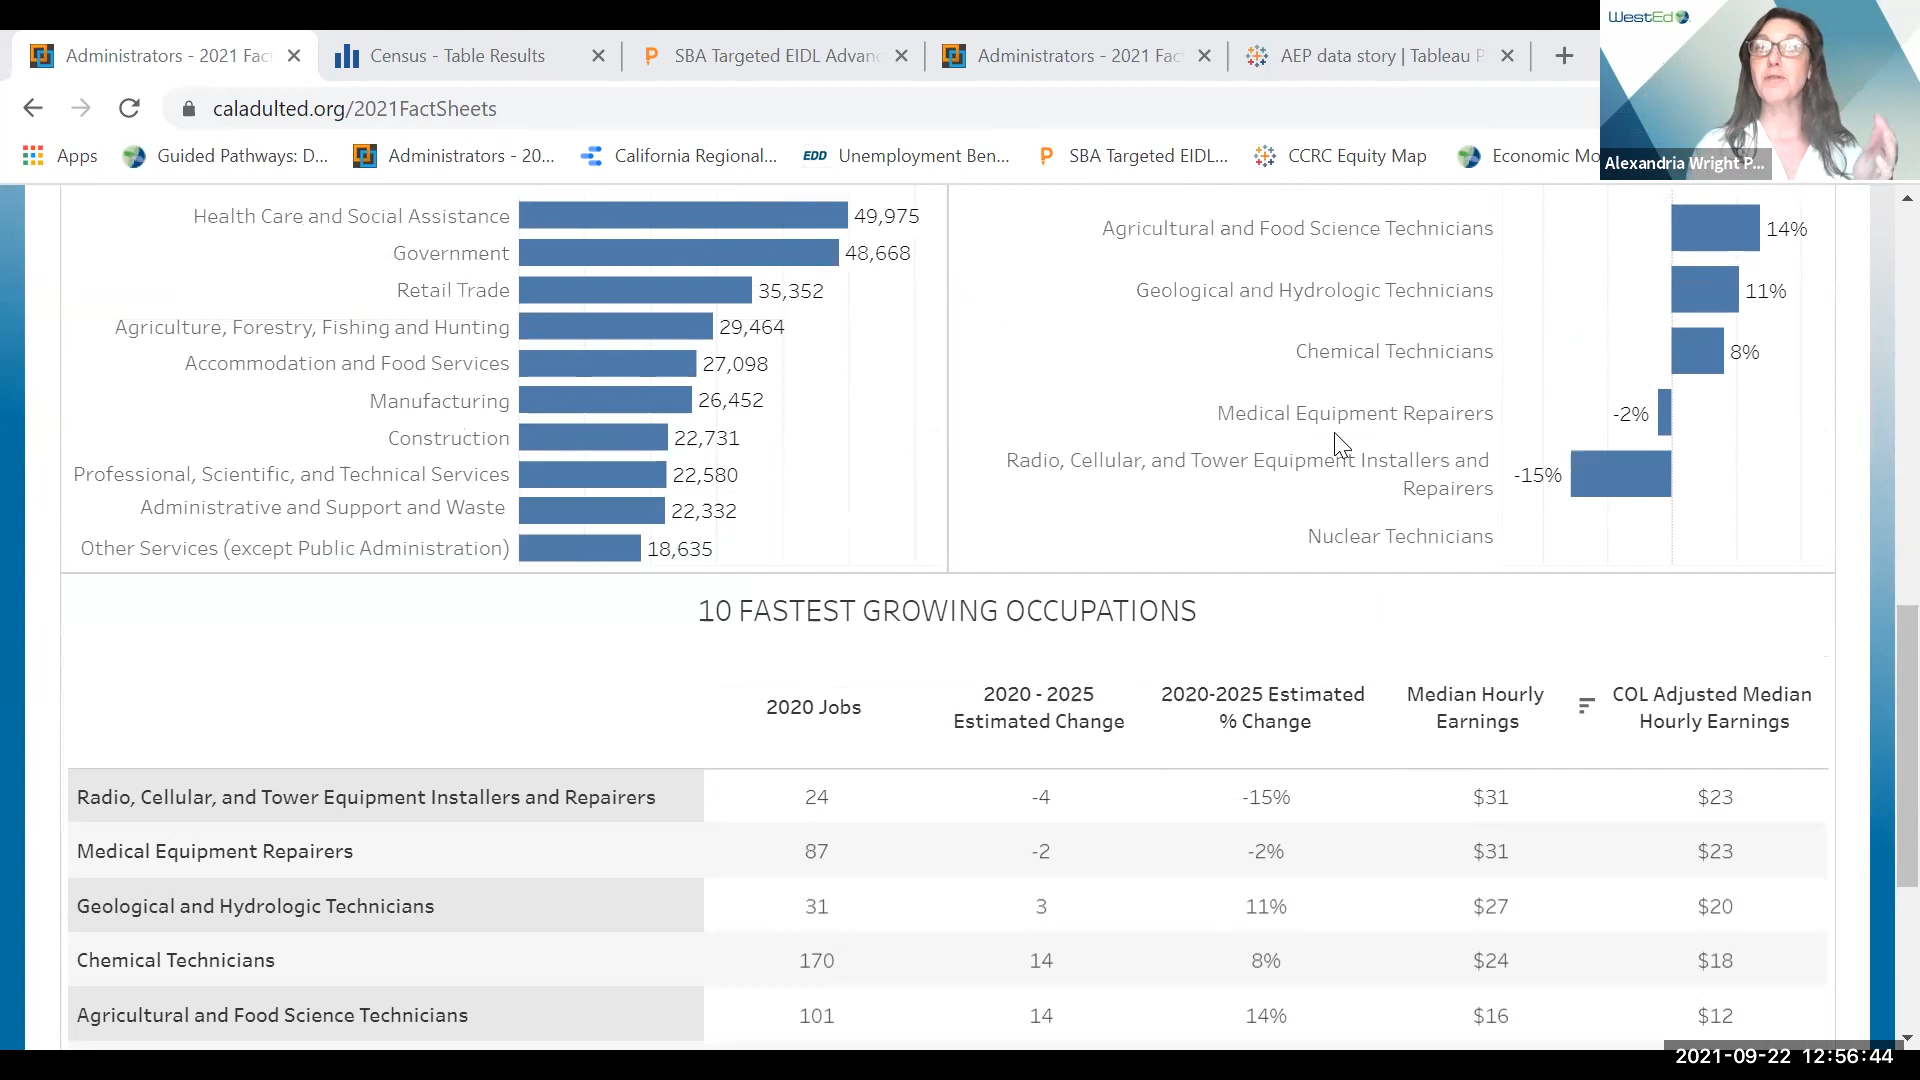 WestEd
Administrators - 2021 Fac
Census - Table Results
SBA Targeted EIDL Advan
Administrators - 2021 Fac
AEP data story | Tableau P
caladulted.org/2021FactSheets
Apps
Guided Pathways: D...
Administrators - 20...
California Regional...
EDD Unemployment Ben...
SBA Targeted EIDL...
CCRC Equity Map
Economic Mo
Alexandria Wright P...
Health Care and Social Assistance 49,975
Government 48,668
Retail Trade 35,352
Agriculture, Forestry, Fishing and Hunting 29,464
Accommodation and Food Services 27,098
Manufacturing 26,452
Construction 22,731
Professional, Scientific, and Technical Services 22,580
Administrative and Support and Waste 22,332
Other Services (except Public Administration) 18,635
Agricultural and Food Science Technicians 14%
Geological and Hydrologic Technicians 11%
Chemical Technicians 8%
Medical Equipment Repairers -2%
Radio, Cellular, and Tower Equipment Installers and
Repairers -15%
Nuclear Technicians
10 FASTEST GROWING OCCUPATIONS
2020 Jobs
2020 - 2025
Estimated Change
2020-2025 Estimated
% Change
Median Hourly
Earnings
COL Adjusted Median
Hourly Earnings
Radio, Cellular, and Tower Equipment Installers and Repairers 24 -4 -15% $31 $23
Medical Equipment Repairers 87 -2 -2% $31 $23
Geological and Hydrologic Technicians 31 3 11% $27 $20
Chemical Technicians 170 14 8% $24 $18
Agricultural and Food Science Technicians 101 14 14% $16 $12
2021-09-22 12:56:44